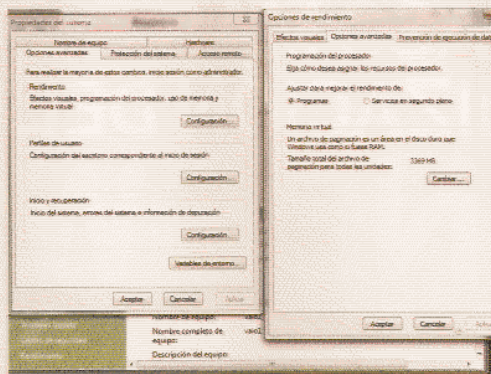 Propiedades del sistema
Nombre de equipo
Hardware
Opciones avanzadas
Protección del sistema
Acceso remoto
Para realizar la mayoría de estos cambios, inicie sesión como administrador.
Rendimiento
Efectos visuales, programación del procesador, uso de memoria y
memoria virtual
Configuración...
Perfiles de usuario
Configuración del escritorio correspondiente al inicio de sesión
Configuración...
Inicio y recuperación
Inicio del sistema, errores del sistema e información de depuración
Configuración...
Variables de entorno...
Aceptar
Cancelar
Aplicar
Nombre de equipo:
Nombre completo de
equipo:
Descripción del equipo:
Opciones de rendimiento
Efectos visuales
Opciones avanzadas
Prevención de ejecución de dat
Programación del procesador
Elija cómo desea asignar los recursos del procesador.
Ajustar para mejorar el rendimiento de:
Programas
Servicios en segundo plano
Memoria virtual
Un archivo de paginación es un área en el disco duro que
Windows usa como si fuese RAM.
Tamaño total del archivo de
paginación para todas las unidades:
3369 MB
Cambiar...
Aceptar
Cancelar